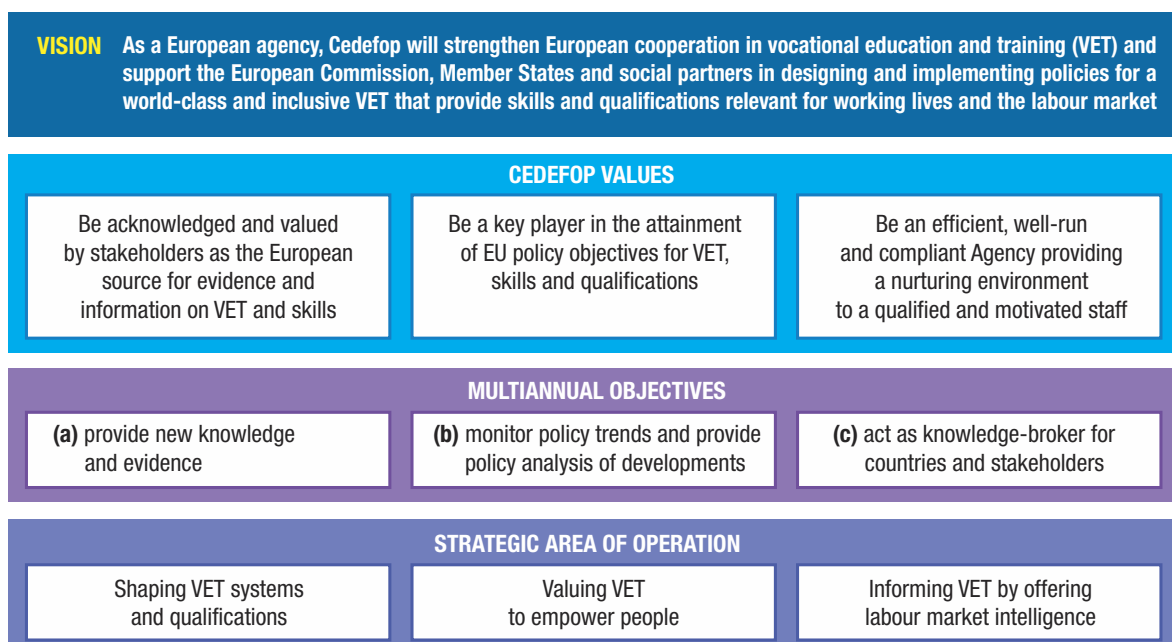 VISION As a European agency, Cedefop will strengthen European cooperation in vocational education and training (VET) and
support the European Commission, Member States and social partners in designing and implementing policies for a
world-class and inclusive VET that provide skills and qualifications relevant for working lives and the labour market
CEDEFOP VALUES
Be acknowledged and valued
by stakeholders as the European
source for evidence and
information on VET and skills
Be a key player in the attainment
of EU policy objectives for VET,
skills and qualifications
Be an efficient, well-run
and compliant Agency providing
a nurturing environment
to a qualified and motivated staff
MULTIANNUAL OBJECTIVES
(a) provide new knowledge
and evidence
(b) monitor policy trends and provide
policy analysis of developments
(c) act as knowledge-broker for
countries and stakeholders
STRATEGIC AREA OF OPERATION
Shaping VET systems
and qualifications
Valuing VET
to empower people
Informing VET by offering
labour market intelligence